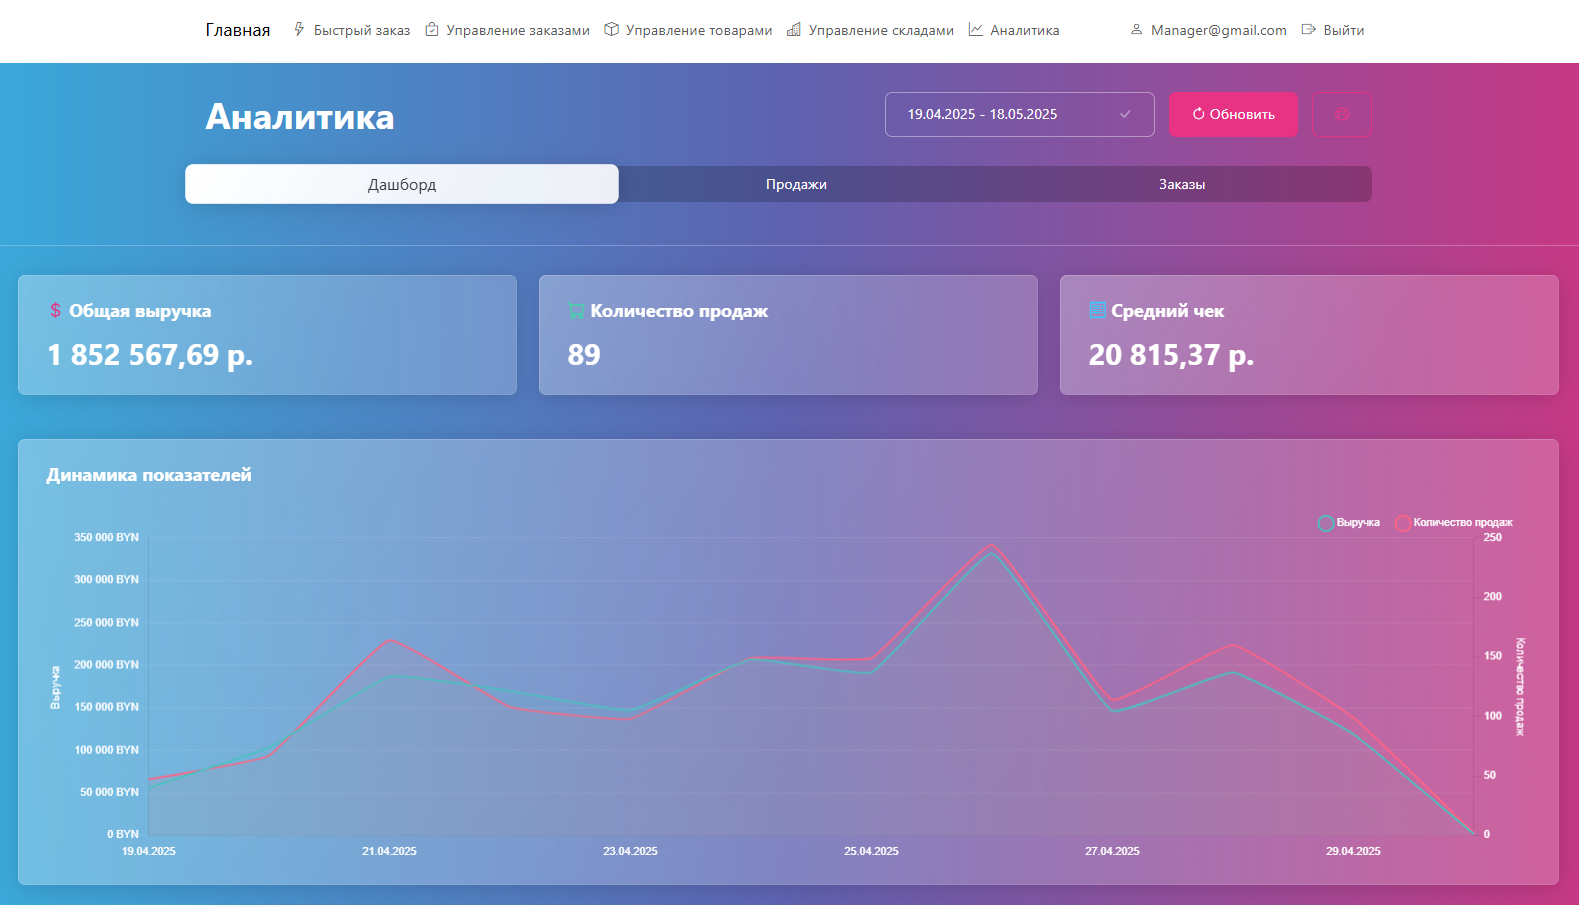 Главная Быстрый заказ Управление заказами Управление товарами Управление складами Аналитика Manager@gmail.com Выйти
Аналитика
19.04.2025 - 18.05.2025
Обновить
Дашборд Продажи Заказы
$ Общая выручка
1 852 567,69 р.
Количество продаж
89
Средний чек
20 815,37 р.
Динамика показателей
Выручка Количество продаж
350 000 BYN
300 000 BYN
250 000 BYN
200 000 BYN
150 000 BYN
100 000 BYN
50 000 BYN
0 BYN
Выручка
250
200
150
100
50
0
Количество продаж
19.04.2025 21.04.2025 23.04.2025 25.04.2025 27.04.2025 29.04.2025